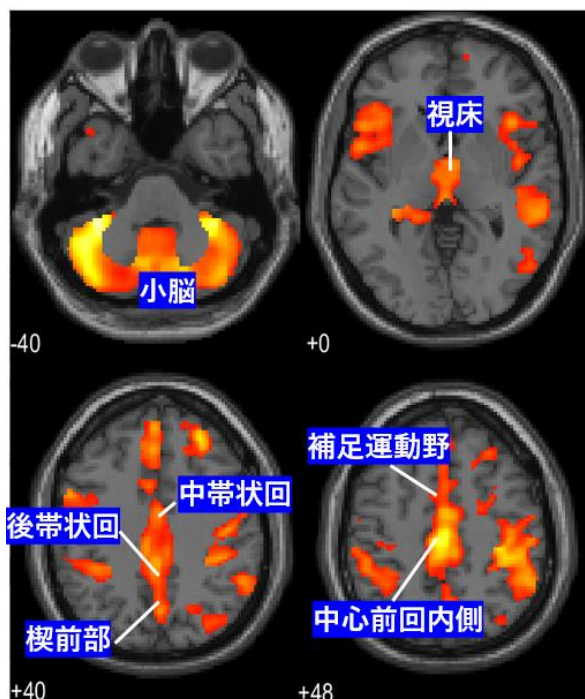 視床
小脳
-40
+0
補足運動野
中帯状回
後帯状回
中心前回内側
楔前部
+40
+48